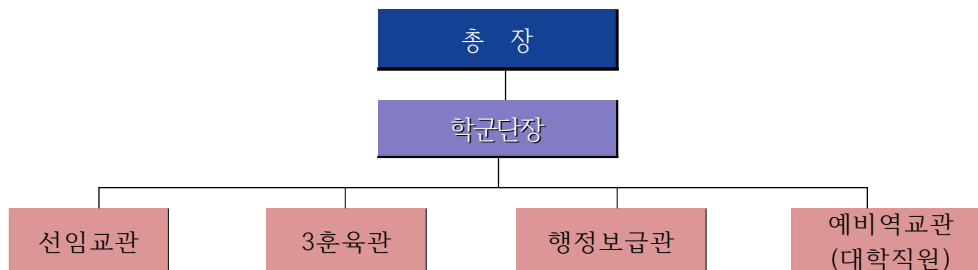 총 장
학군단장
선임교관
3훈육관
행정보급관
예비역교관
(대학직원)